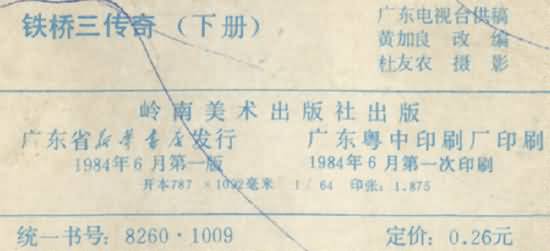 铁桥三传奇（下册）
广东电视台供稿
黄加良 改 编
杜友农 摄 影
岭南美术出版社出版
广东省新华书店发行 广东粤中印刷厂印刷
1984年6月第一版 1984年6月第一次印刷
开本787×1092毫米 1/64 印张：1.875
统一书号：8260·1009 定价：0.26元